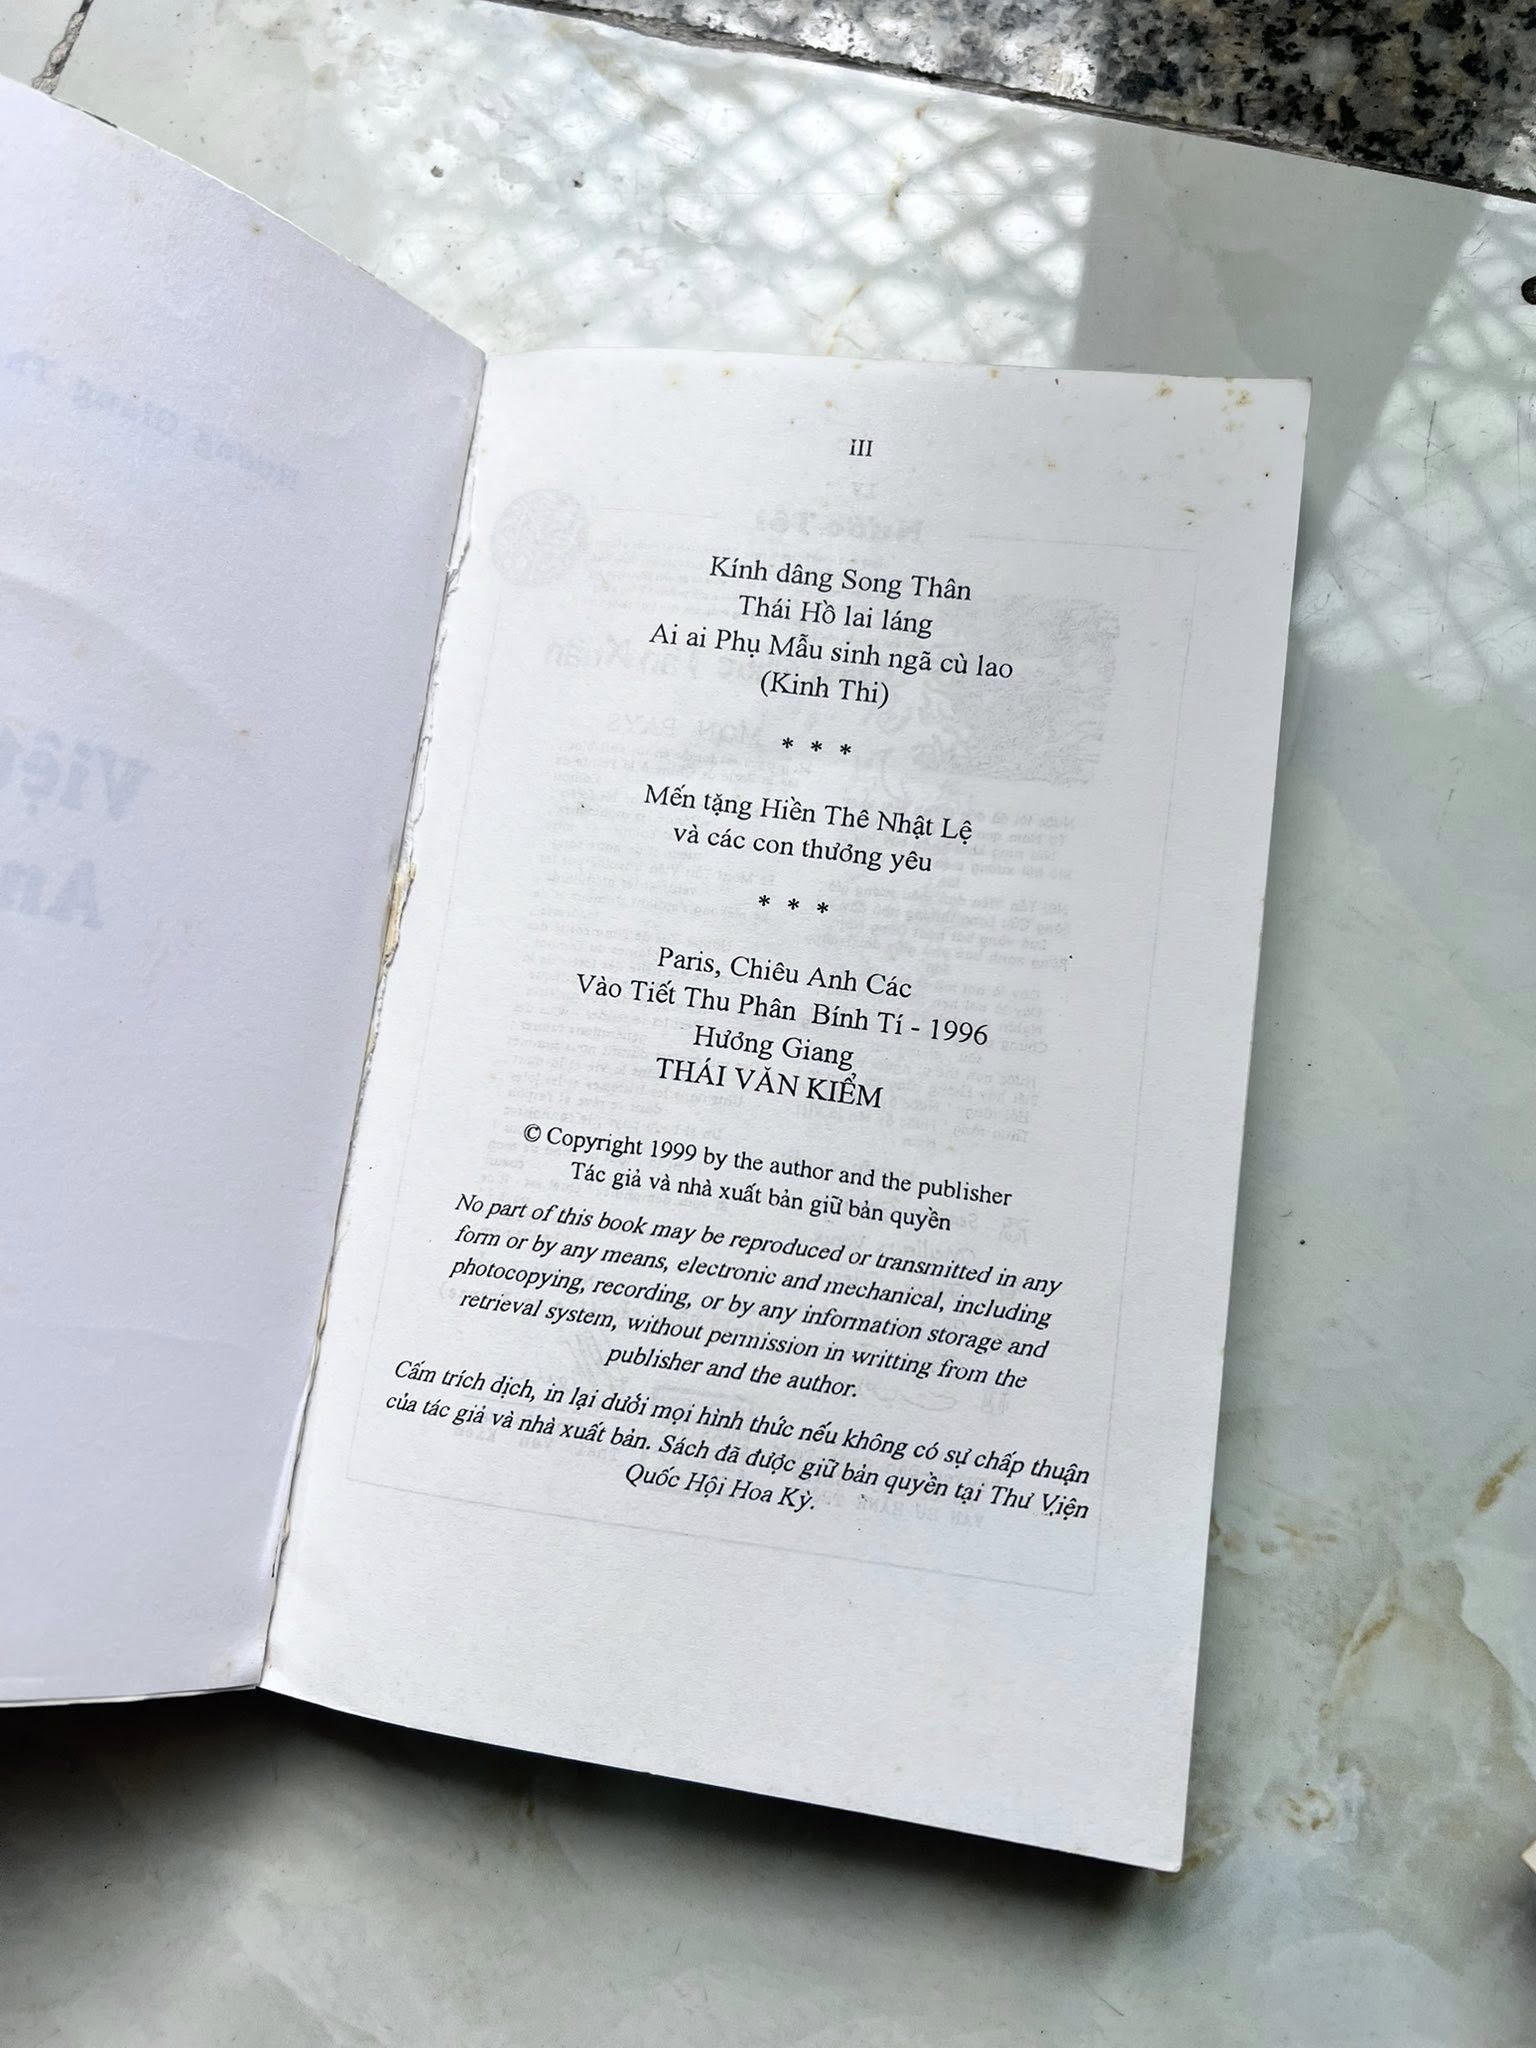 III
Kính dâng Song Thân
Thái Hồ lai láng
Ai ai Phụ Mẫu sinh ngã cù lao
(Kinh Thi)
* * *
Mến tặng Hiền Thê Nhật Lệ
và các con thưởng yêu
* * *
Paris, Chiêu Anh Các
Vào Tiết Thu Phân Bính Tí - 1996
Hưởng Giang
THÁI VĂN KIỂM
© Copyright 1999 by the author and the publisher
Tác giả và nhà xuất bản giữ bản quyền
No part of this book may be reproduced or transmitted in any
form or by any means, electronic and mechanical, including
photocopying, recording, or by any information storage and
retrieval system, without permission in writting from the
publisher and the author.
Cấm trích dịch, in lại dưới mọi hình thức nếu không có sự chấp thuận
của tác giả và nhà xuất bản. Sách đã được giữ bản quyền tại Thư Viện
Quốc Hội Hoa Kỳ.